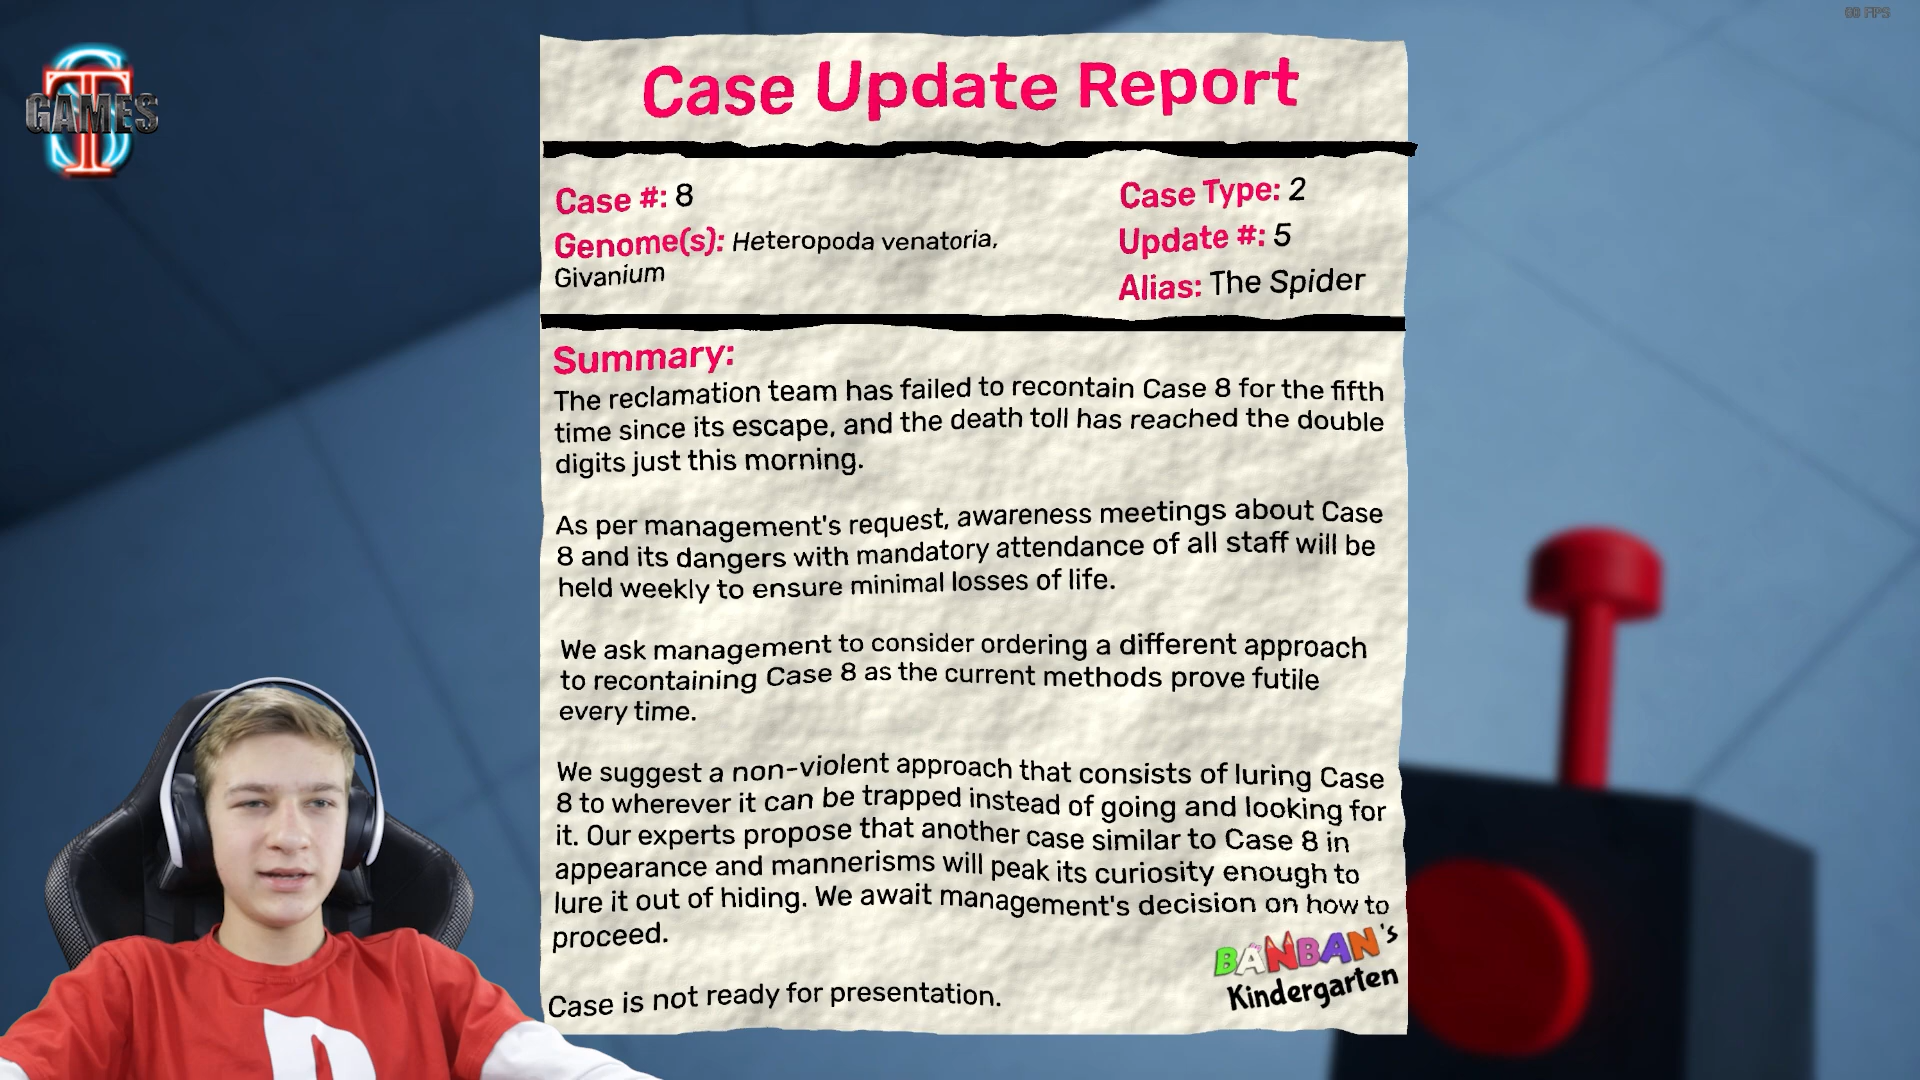 60 FPS
GAMES
Case Update Report
Case #: 8
Genome(s): Heteropoda venatoria,
Givanium
Case Type: 2
Update #: 5
Alias: The Spider
Summary:
The reclamation team has failed to recontain Case 8 for the fifth
time since its escape, and the death toll has reached the double
digits just this morning.
As per management's request, awareness meetings about Case
8 and its dangers with mandatory attendance of all staff will be
held weekly to ensure minimal losses of life.
We ask management to consider ordering a different approach
to recontaining Case 8 as the current methods prove futile
every time.
We suggest a non-violent approach that consists of luring Case
8 to wherever it can be trapped instead of going and looking for
it. Our experts propose that another case similar to Case 8 in
appearance and mannerisms will peak its curiosity enough to
lure it out of hiding. We await management's decision on how to
proceed.
Case is not ready for presentation.
BANBAN's
Kindergarten